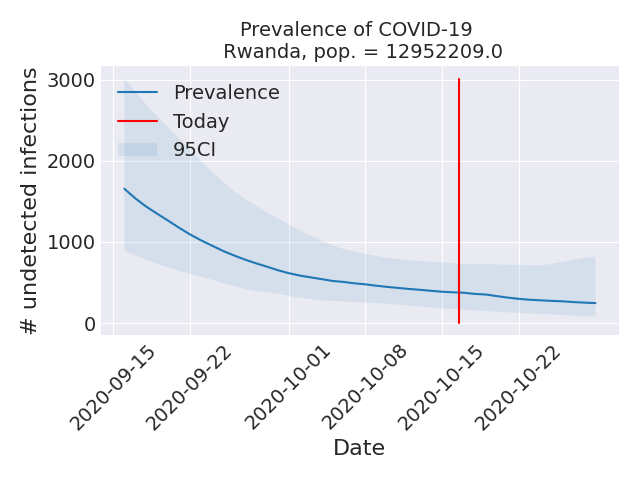 Prevalence of COVID-19
Rwanda, pop. = 12952209.0
# undetected infections
3000
2000
1000
0
Prevalence
Today
95CI
2020-09-15
2020-09-22
2020-10-01
2020-10-08
2020-10-15
2020-10-22
Date